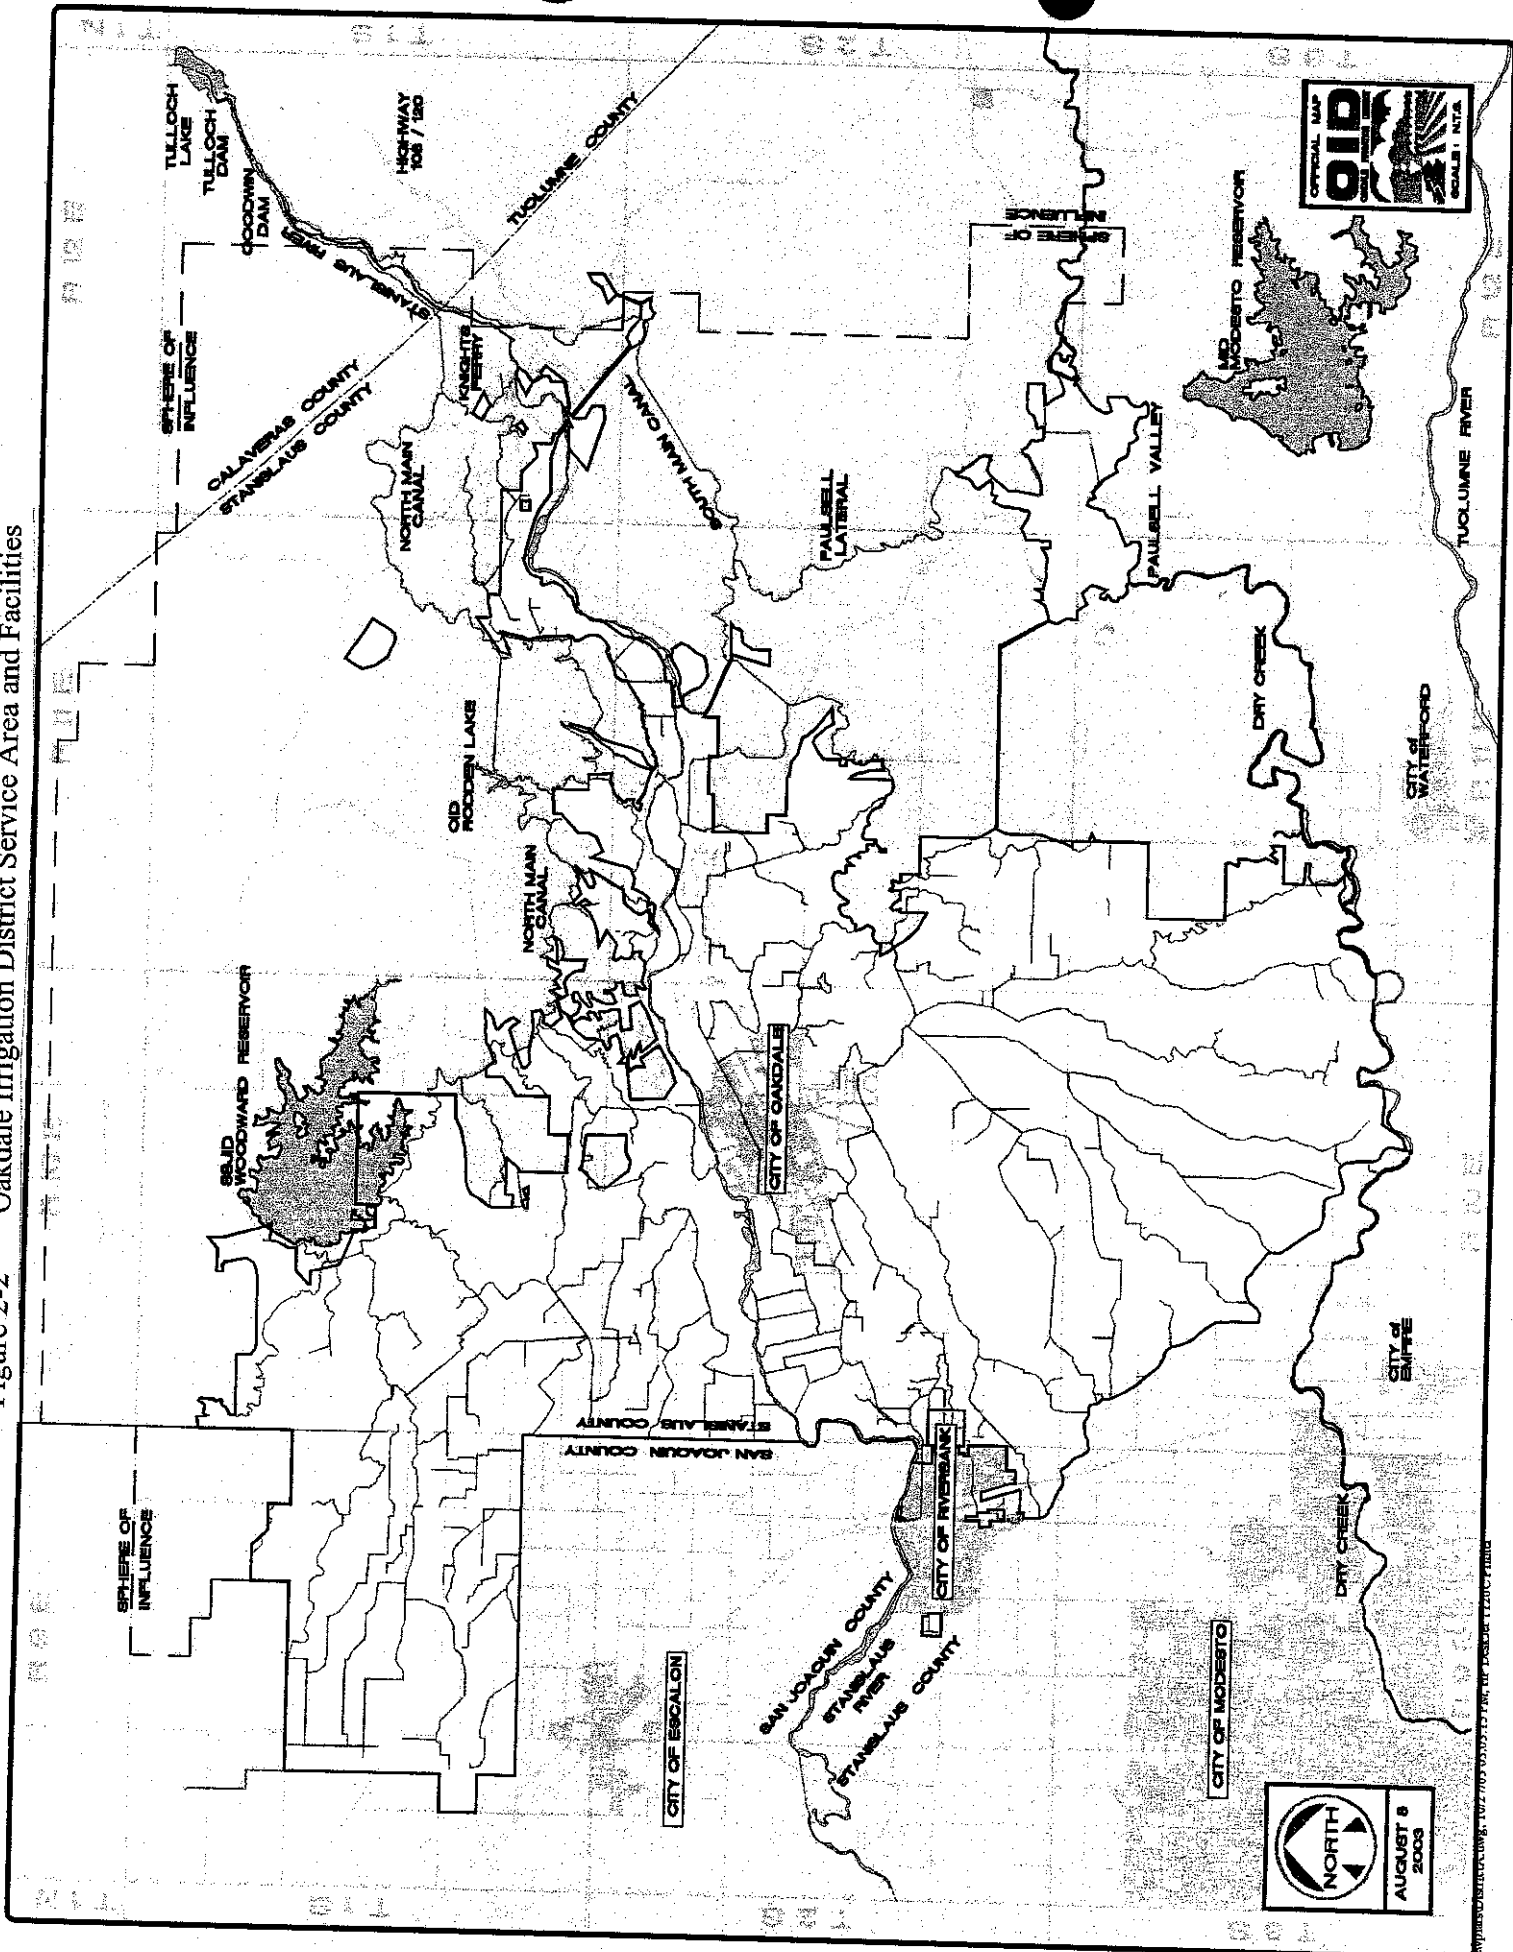 Figure 2-2 Oakdale Irrigation District Service Area and Facilities
TULLOCH
LAKE
TULLOCH
DAM
GOODWIN
DAM
HIGHWAY
108 / 120
TUOLUMNE COUNTY
STANISLAUS RIVER
SPHERE OF
INFLUENCE
CALAVERAS COUNTY
STANISLAUS COUNTY
KNIGHTS
FERRY
NORTH MAIN
CANAL
SOUTH MAIN CANAL
SPHERE OF
INFLUENCE
OFFICIAL MAP
OID
SCALE : N.T.S.
MID
MODESTO RESERVOIR
TUOLUMNE RIVER
PAULSELL
LATERAL
PAULSELL VALLEY
OID
RODDEN LAKE
NORTH MAIN
CANAL
DRY CREEK
CITY of
WATERFORD
SSJID
WOODWARD RESERVOIR
CITY OF OAKDALE
STANISLAUS COUNTY
SAN JOAQUIN COUNTY
SPHERE OF
INFLUENCE
CITY OF RIVERBANK
CITY of
EMPIRE
DRY CREEK
CITY OF ESCALON
SAN JOAQUIN COUNTY
STANISLAUS
RIVER
STANISLAUS COUNTY
CITY OF MODESTO
NORTH
AUGUST 8
2003